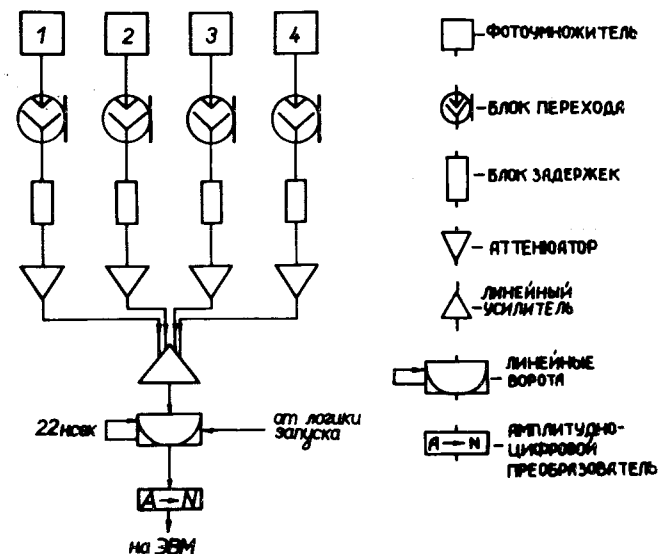 1 2 3 4
22нсек
от логики
запуска
A → N
на ЭВМ
- ФОТОУМНОЖИТЕЛЬ
- БЛОК ПЕРЕХОДА
- БЛОК ЗАДЕРЖЕК
- АТТЕНЮАТОР
ЛИНЕЙНЫЙ
- УСИЛИТЕЛЬ
ЛИНЕЙНЫЕ
- ВОРОТА
A → N
АМПЛИТУДНО-
- ЦИФРОВОЙ
ПРЕОБРАЗОВАТЕЛЬ